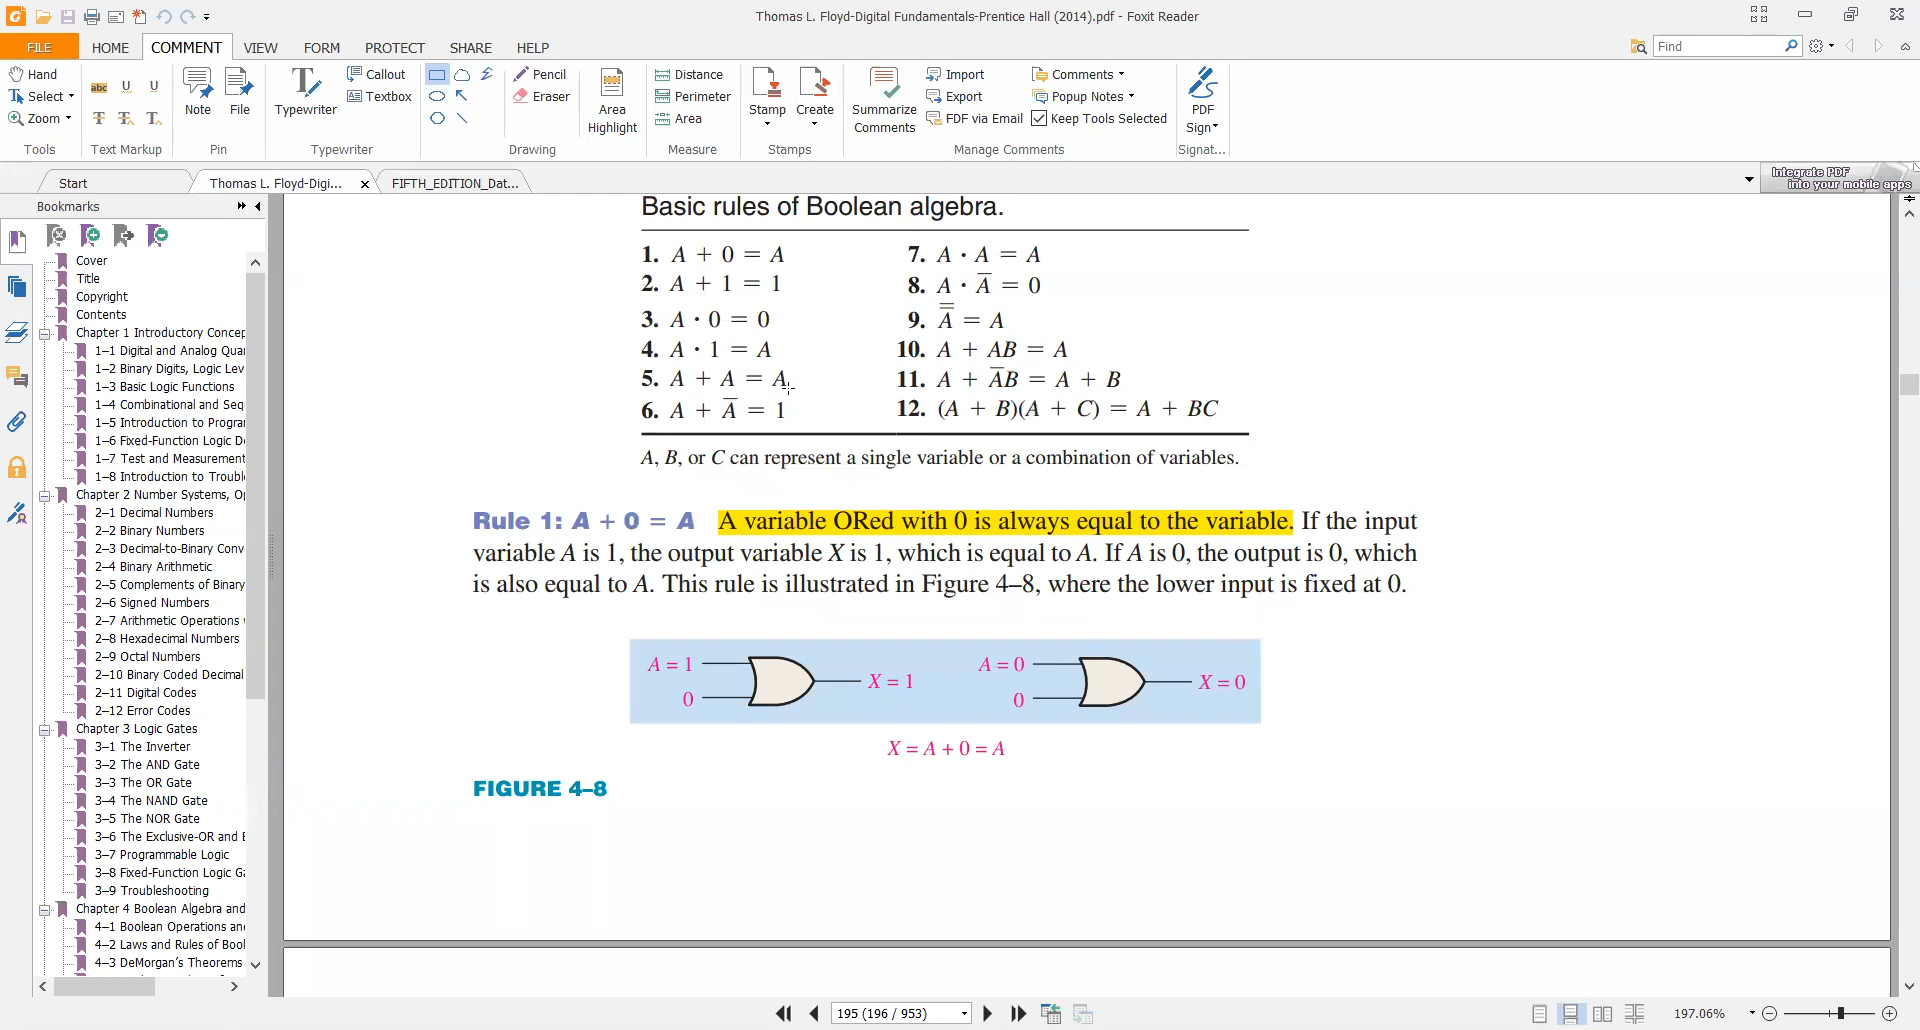 Thomas L. Floyd-Digital Fundamentals-Prentice Hall (2014).pdf - Foxit Reader
FILE HOME COMMENT VIEW FORM PROTECT SHARE HELP
Find
Hand
Select
Zoom
Tools
abc U U
T T T
Text Markup
Note
File
Pin
Typewriter
Callout
Textbox
Typewriter
Pencil
Eraser
Area
Highlight
Drawing
Distance
Perimeter
Area
Measure
Stamp
Create
Stamps
Summarize
Comments
Import
Export
FDF via Email
Comments
Popup Notes
Keep Tools Selected
Manage Comments
PDF
Sign
Signat...
Start
Thomas L. Floyd-Digi...
FIFTH_EDITION_Dat...
Integrate PDF
into your mobile apps
Bookmarks
Cover
Title
Copyright
Contents
Chapter 1 Introductory Concep
1–1 Digital and Analog Qua
1–2 Binary Digits, Logic Lev
1–3 Basic Logic Functions
1–4 Combinational and Seq
1–5 Introduction to Progra
1–6 Fixed-Function Logic D
1–7 Test and Measurement
1–8 Introduction to Troubl
Chapter 2 Number Systems, Op
2–1 Decimal Numbers
2–2 Binary Numbers
2–3 Decimal-to-Binary Conv
2–4 Binary Arithmetic
2–5 Complements of Binary
2–6 Signed Numbers
2–7 Arithmetic Operations
2–8 Hexadecimal Numbers
2–9 Octal Numbers
2–10 Binary Coded Decimal
2–11 Digital Codes
2–12 Error Codes
Chapter 3 Logic Gates
3–1 The Inverter
3–2 The AND Gate
3–3 The OR Gate
3–4 The NAND Gate
3–5 The NOR Gate
3–6 The Exclusive-OR and E
3–7 Programmable Logic
3–8 Fixed-Function Logic Ga
3–9 Troubleshooting
Chapter 4 Boolean Algebra and
4–1 Boolean Operations and
4–2 Laws and Rules of Bool
4–3 DeMorgan's Theorems
Basic rules of Boolean algebra.
1. A + 0 = A
2. A + 1 = 1
3. A · 0 = 0
4. A · 1 = A
5. A + A = A
6. A + A̅ = 1
7. A · A = A
8. A · A̅ = 0
9. A̿ = A
10. A + AB = A
11. A + A̅B = A + B
12. (A + B)(A + C) = A + BC
A, B, or C can represent a single variable or a combination of variables.
Rule 1: A + 0 = A A variable ORed with 0 is always equal to the variable. If the input
variable A is 1, the output variable X is 1, which is equal to A. If A is 0, the output is 0, which
is also equal to A. This rule is illustrated in Figure 4–8, where the lower input is fixed at 0.
A = 1
0
X = 1
A = 0
0
X = 0
X = A + 0 = A
FIGURE 4–8
195 (196 / 953)
197.06%